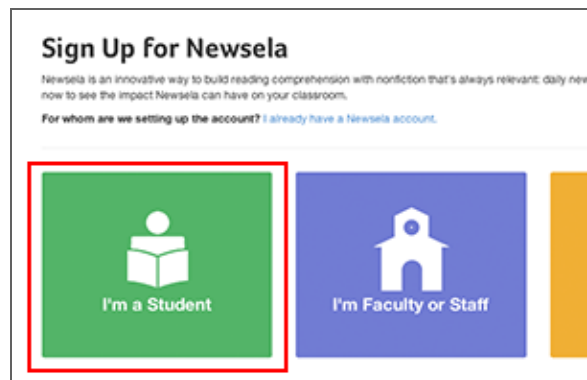 Sign Up for Newsela
Newsela is an innovative way to build reading comprehension with nonfiction that's always relevant: daily new
now to see the impact Newsela can have on your classroom.
For whom are we setting up the account? I already have a Newsela account.
I'm a Student
I'm Faculty or Staff